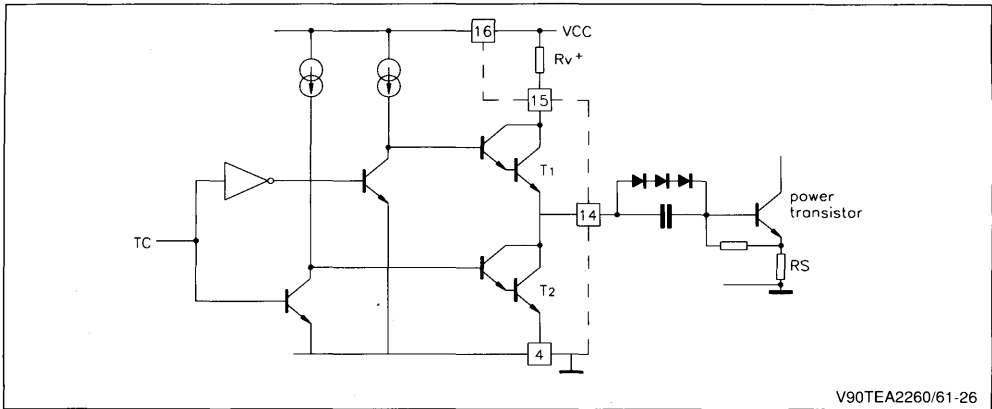 16
VCC
Rv+
15
T1
14
power
transistor
TC
RS
T2
4
V90TEA2260/61-26